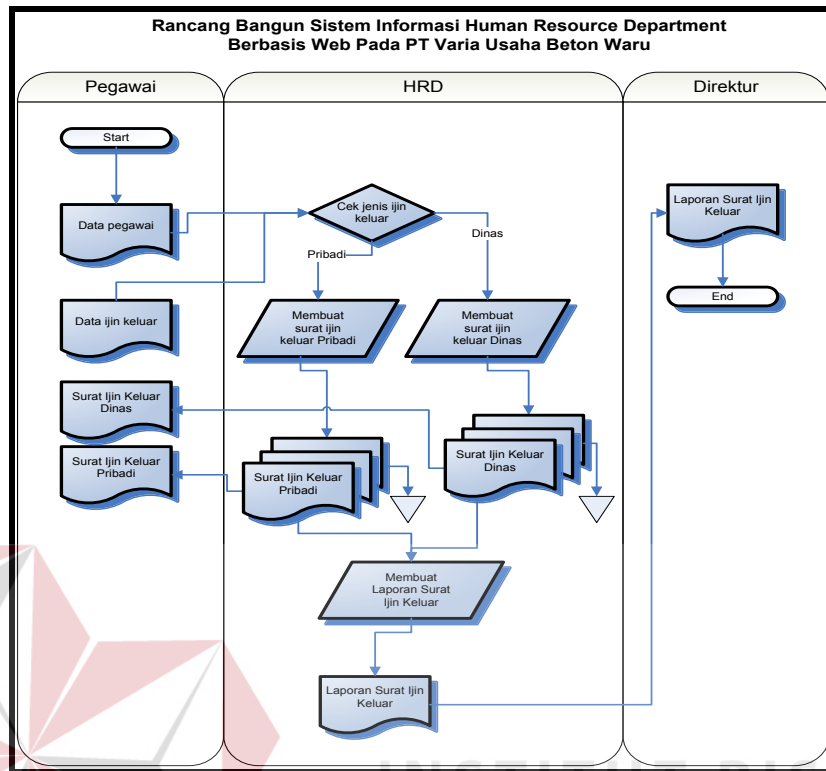 Rancang Bangun Sistem Informasi Human Resource Department
Berbasis Web Pada PT Varia Usaha Beton Waru
Pegawai
HRD
Direktur
Start
Data pegawai
Cek jenis ijin
keluar
Laporan Surat Ijin
Keluar
Dinas
Pribadi
End
Data ijin keluar
Membuat
surat ijin
keluar Pribadi
Membuat
surat ijin
keluar Dinas
Surat Ijin Keluar
Dinas
Surat Ijin Keluar
Pribadi
Surat Ijin Keluar
Pribadi
Surat Ijin Keluar
Dinas
Membuat
Laporan Surat
Ijin Keluar
Laporan Surat Ijin
Keluar